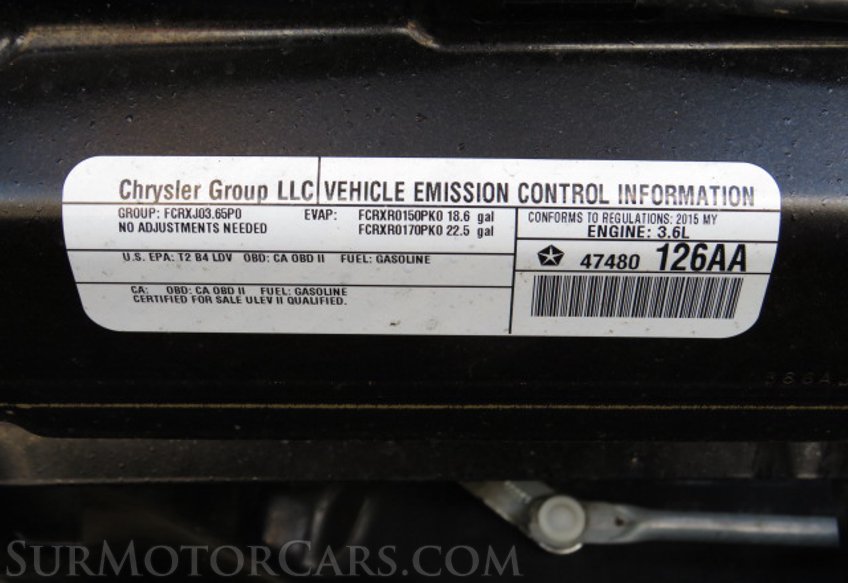 Chrysler Group LLC VEHICLE EMISSION CONTROL INFORMATION
GROUP: FCRXJ03.65P0 EVAP: FCRXR0150PK0 18.6 gal
NO ADJUSTMENTS NEEDED FCRXR0170PK0 22.5 gal
CONFORMS TO REGULATIONS: 2015 MY
ENGINE: 3.6L
U.S. EPA: T2 B4 LDV OBD: CA OBD II FUEL: GASOLINE
47480 126AA
CA: OBD: CA OBD II FUEL: GASOLINE
CERTIFIED FOR SALE ULEV II QUALIFIED.
SURMOTORCARS.COM